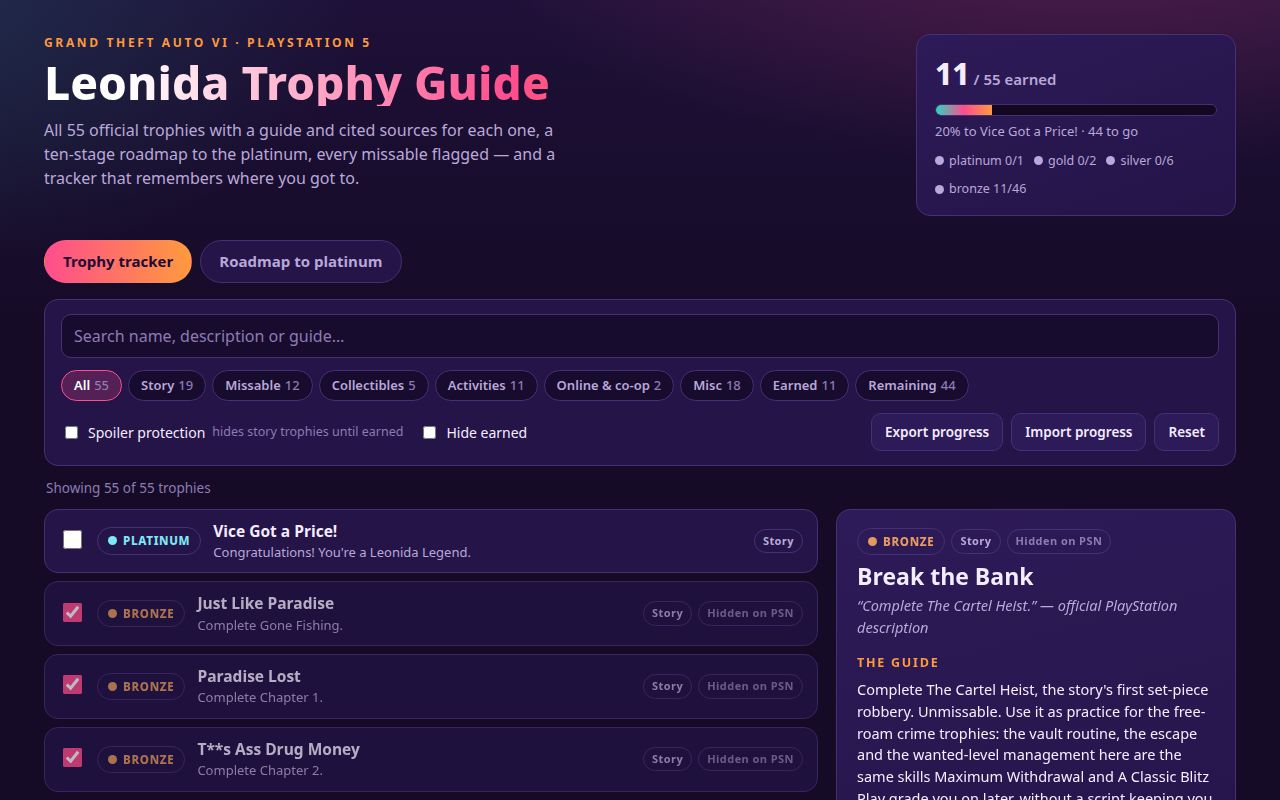 GRAND THEFT AUTO VI · PLAYSTATION 5
Leonida Trophy Guide
All 55 official trophies with a guide and cited sources for each one, a
ten-stage roadmap to the platinum, every missable flagged — and a
tracker that remembers where you got to.
11 / 55 earned
20% to Vice Got a Price! · 44 to go
platinum 0/1 gold 0/2 silver 0/6
bronze 11/46
Trophy tracker Roadmap to platinum
Search name, description or guide...
All 55 Story 19 Missable 12 Collectibles 5 Activities 11 Online & co-op 2 Misc 18 Earned 11 Remaining 44
Spoiler protection hides story trophies until earned Hide earned Export progress Import progress Reset
Showing 55 of 55 trophies
PLATINUM Vice Got a Price! Story
Congratulations! You're a Leonida Legend.
BRONZE Just Like Paradise Story Hidden on PSN
Complete Gone Fishing.
BRONZE Paradise Lost Story Hidden on PSN
Complete Chapter 1.
BRONZE T**s Ass Drug Money Story Hidden on PSN
Complete Chapter 2.
BRONZE Story Hidden on PSN
Break the Bank
“Complete The Cartel Heist.” — official PlayStation
description
THE GUIDE
Complete The Cartel Heist, the story's first set-piece
robbery. Unmissable. Use it as practice for the free-
roam crime trophies: the vault routine, the escape
and the wanted-level management here are the
same skills Maximum Withdrawal and A Classic Blitz
Play grade you on later, without a script keeping you